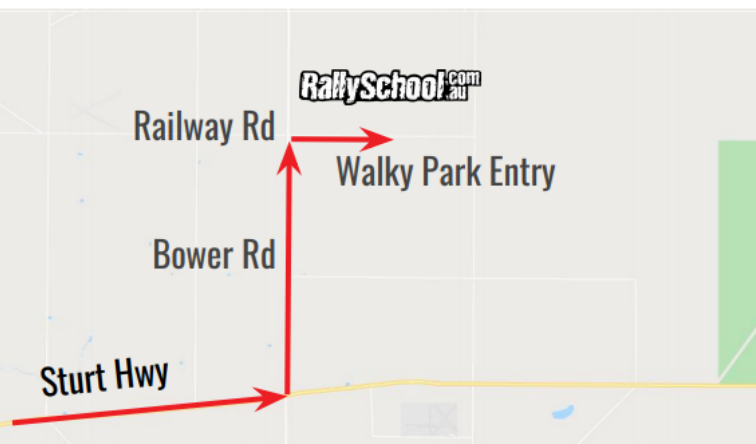 RallySchool.com.au
Railway Rd
Walky Park Entry
Bower Rd
Sturt Hwy